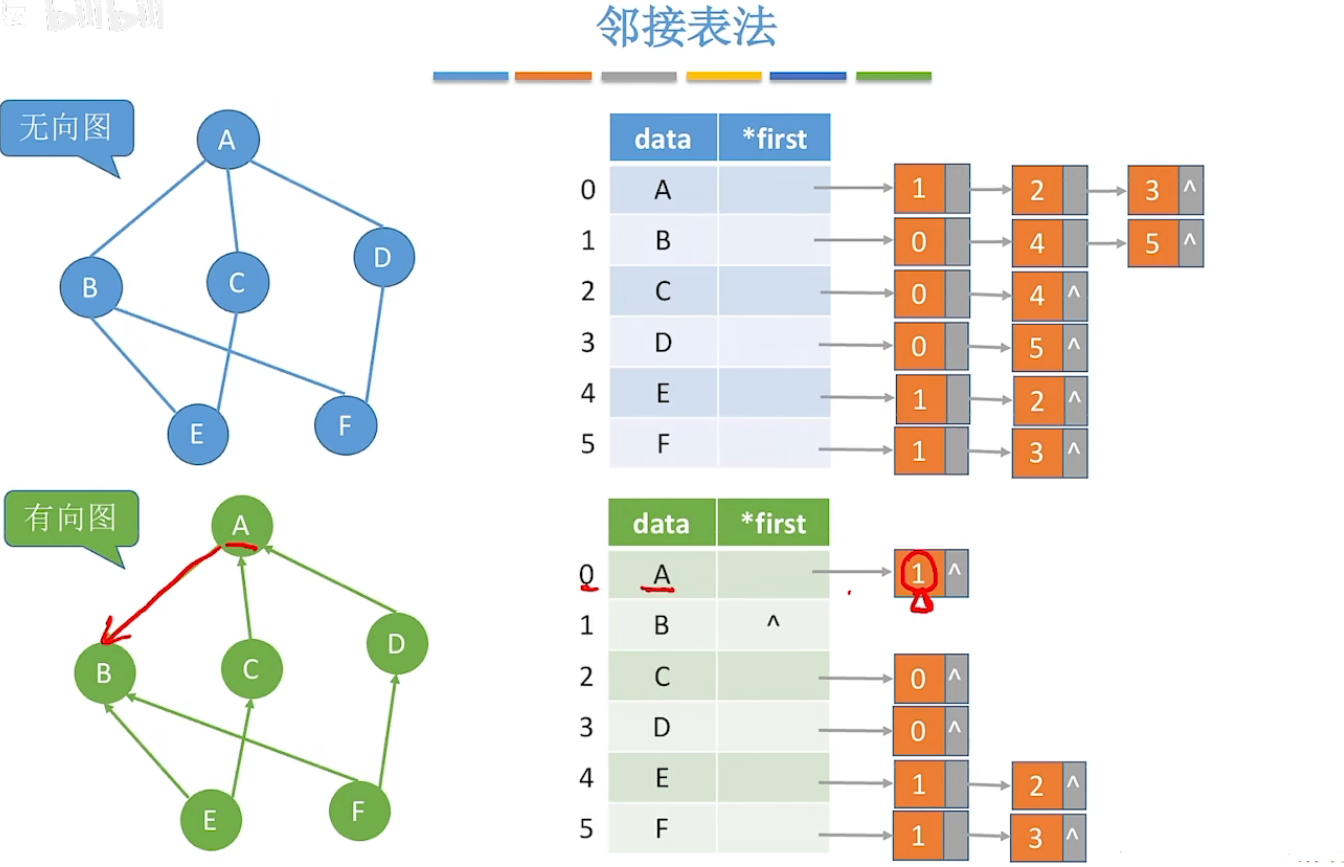 邻接表法
无向图
A
B
C
D
E
F
data *first
0 A 1 2 3 ^
1 B 0 4 5 ^
2 C 0 4 ^
3 D 0 5 ^
4 E 1 2 ^
5 F 1 3 ^
有向图
A
B
C
D
E
F
data *first
0 A 1 ^
1 B ^
2 C 0 ^
3 D 0 ^
4 E 1 2 ^
5 F 1 3 ^